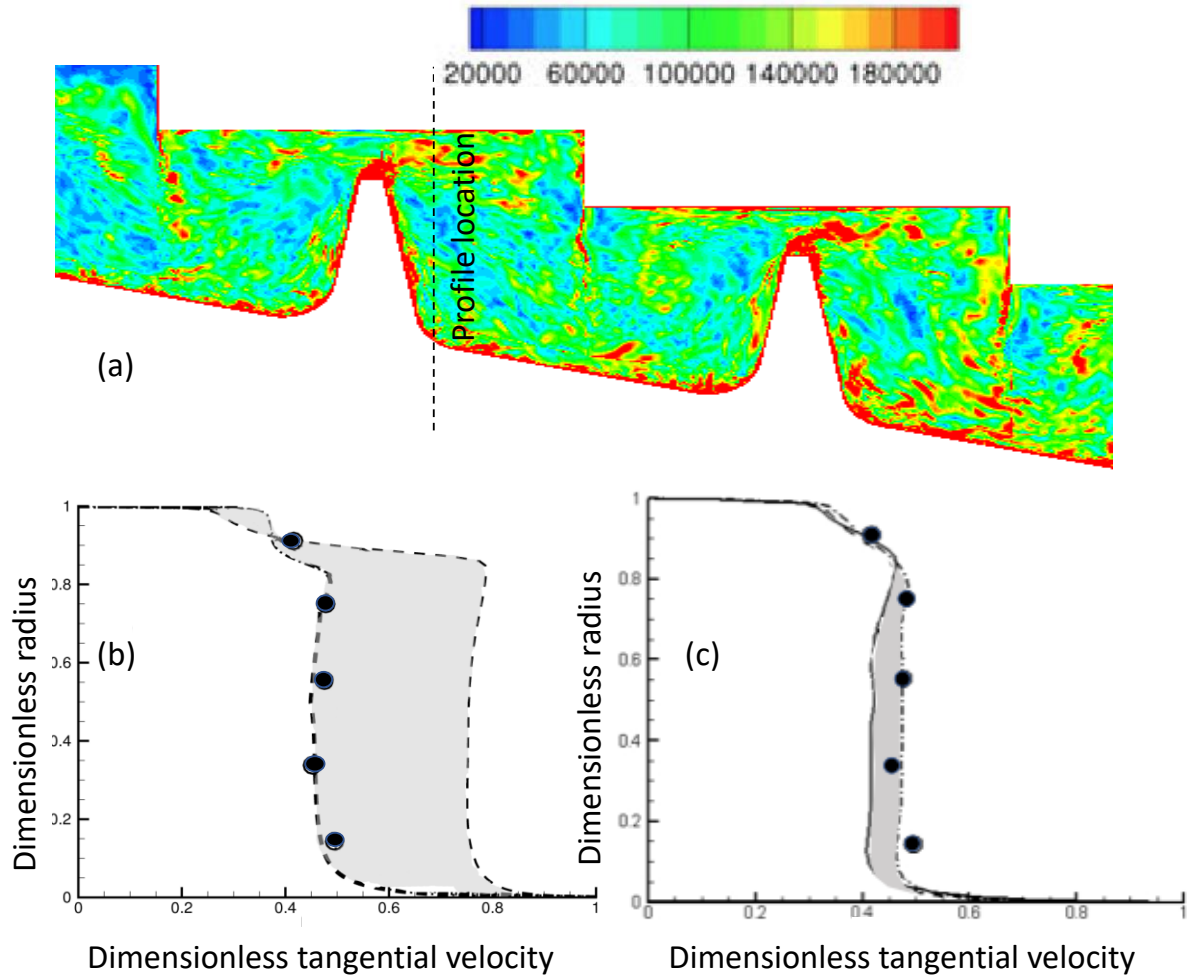 20000 60000 100000 140000 180000
Profile location
(a)
Dimensionless radius
1
0.8
0.6
0.4
0.2
0
(b)
0 0.2 0.4 0.6 0.8 1
Dimensionless tangential velocity
Dimensionless radius
1
0.8
0.6
0.4
0.2
0
(c)
0 0.2 0.4 0.6 0.8 1
Dimensionless tangential velocity